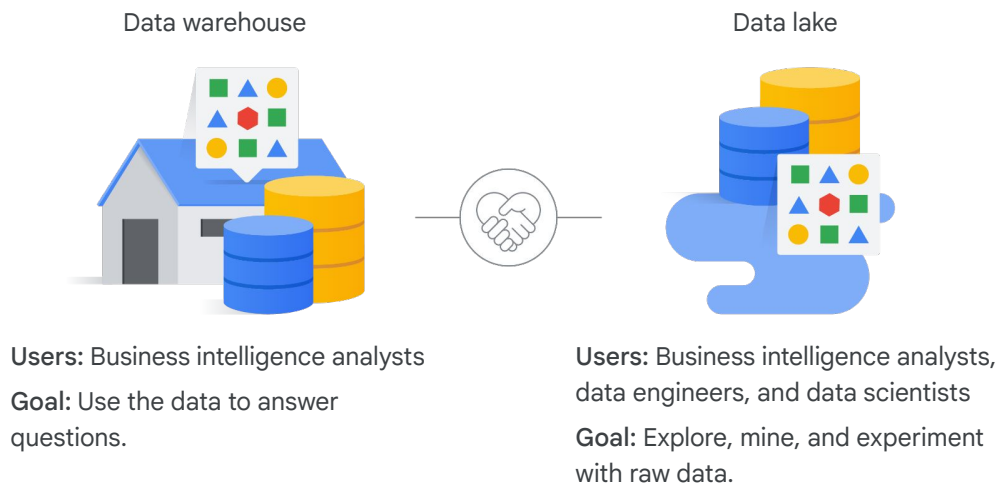 Data warehouse
Data lake
Users: Business intelligence analysts
Goal: Use the data to answer
questions.
Users: Business intelligence analysts,
data engineers, and data scientists
Goal: Explore, mine, and experiment
with raw data.